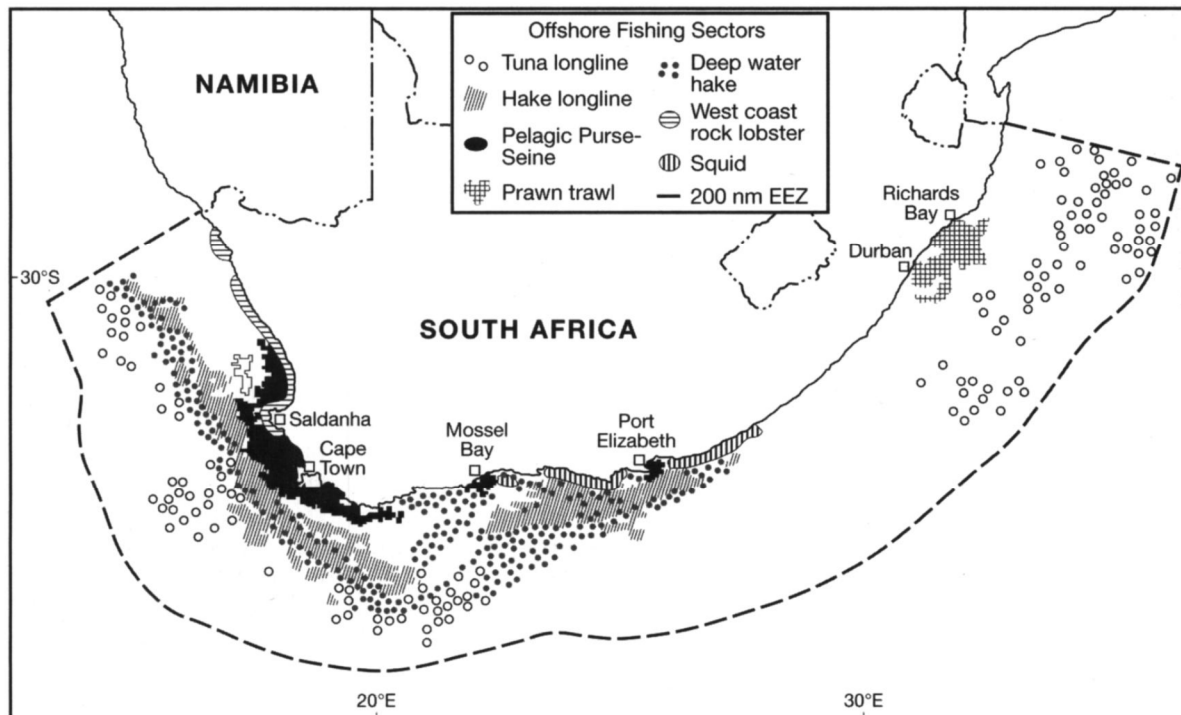 NAMIBIA
Offshore Fishing Sectors
Tuna longline
Hake longline
Pelagic Purse-
Seine
Prawn trawl
Deep water
hake
West coast
rock lobster
Squid
200 nm EEZ
Richards
Bay
Durban
30°S
SOUTH AFRICA
Saldanha
Cape
Town
Mossel
Bay
Port
Elizabeth
20°E
30°E